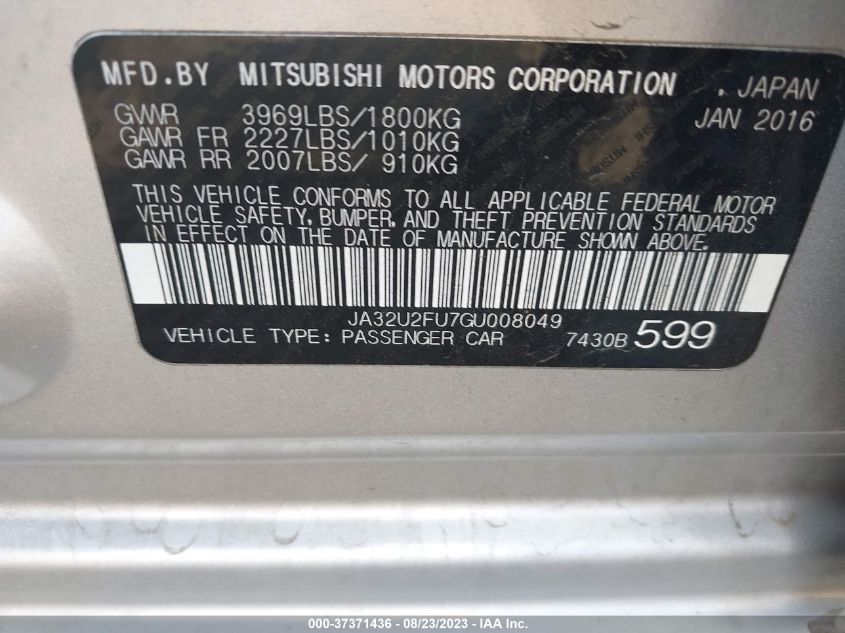 MFD.BY MITSUBISHI MOTORS CORPORATION , JAPAN
GVWR 3969LBS/1800KG JAN 2016
GAWR FR 2227LBS/1010KG
GAWR RR 2007LBS/ 910KG
THIS VEHICLE CONFORMS TO ALL APPLICABLE FEDERAL MOTOR
VEHICLE SAFETY, BUMPER, AND THEFT PREVENTION STANDARDS
IN EFFECT ON THE DATE OF MANUFACTURE SHOWN ABOVE.
JA32U2FU7GU008049
VEHICLE TYPE: PASSENGER CAR 7430B 599
000-37371436 - 08/23/2023 - IAA Inc.